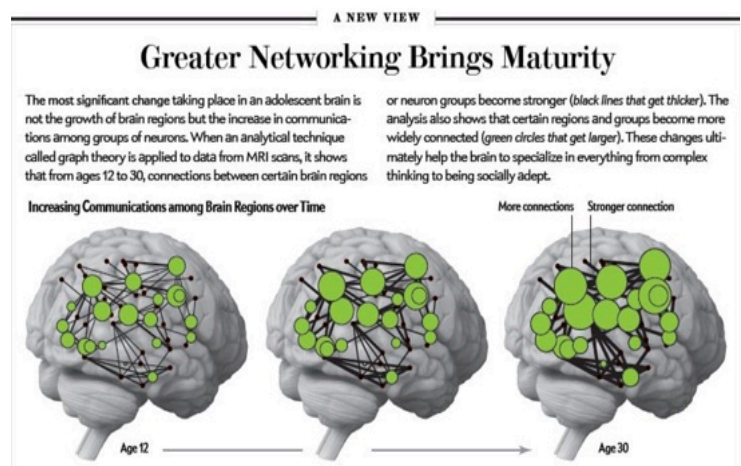 A NEW VIEW
Greater Networking Brings Maturity
The most significant change taking place in an adolescent brain is
not the growth of brain regions but the increase in communica-
tions among groups of neurons. When an analytical technique
called graph theory is applied to data from MRI scans, it shows
that from ages 12 to 30, connections between certain brain regions
or neuron groups become stronger (black lines that get thicker). The
analysis also shows that certain regions and groups become more
widely connected (green circles that get larger). These changes ulti-
mately help the brain to specialize in everything from complex
thinking to being socially adept.
Increasing Communications among Brain Regions over Time
More connections
Stronger connection
Age 12
Age 30